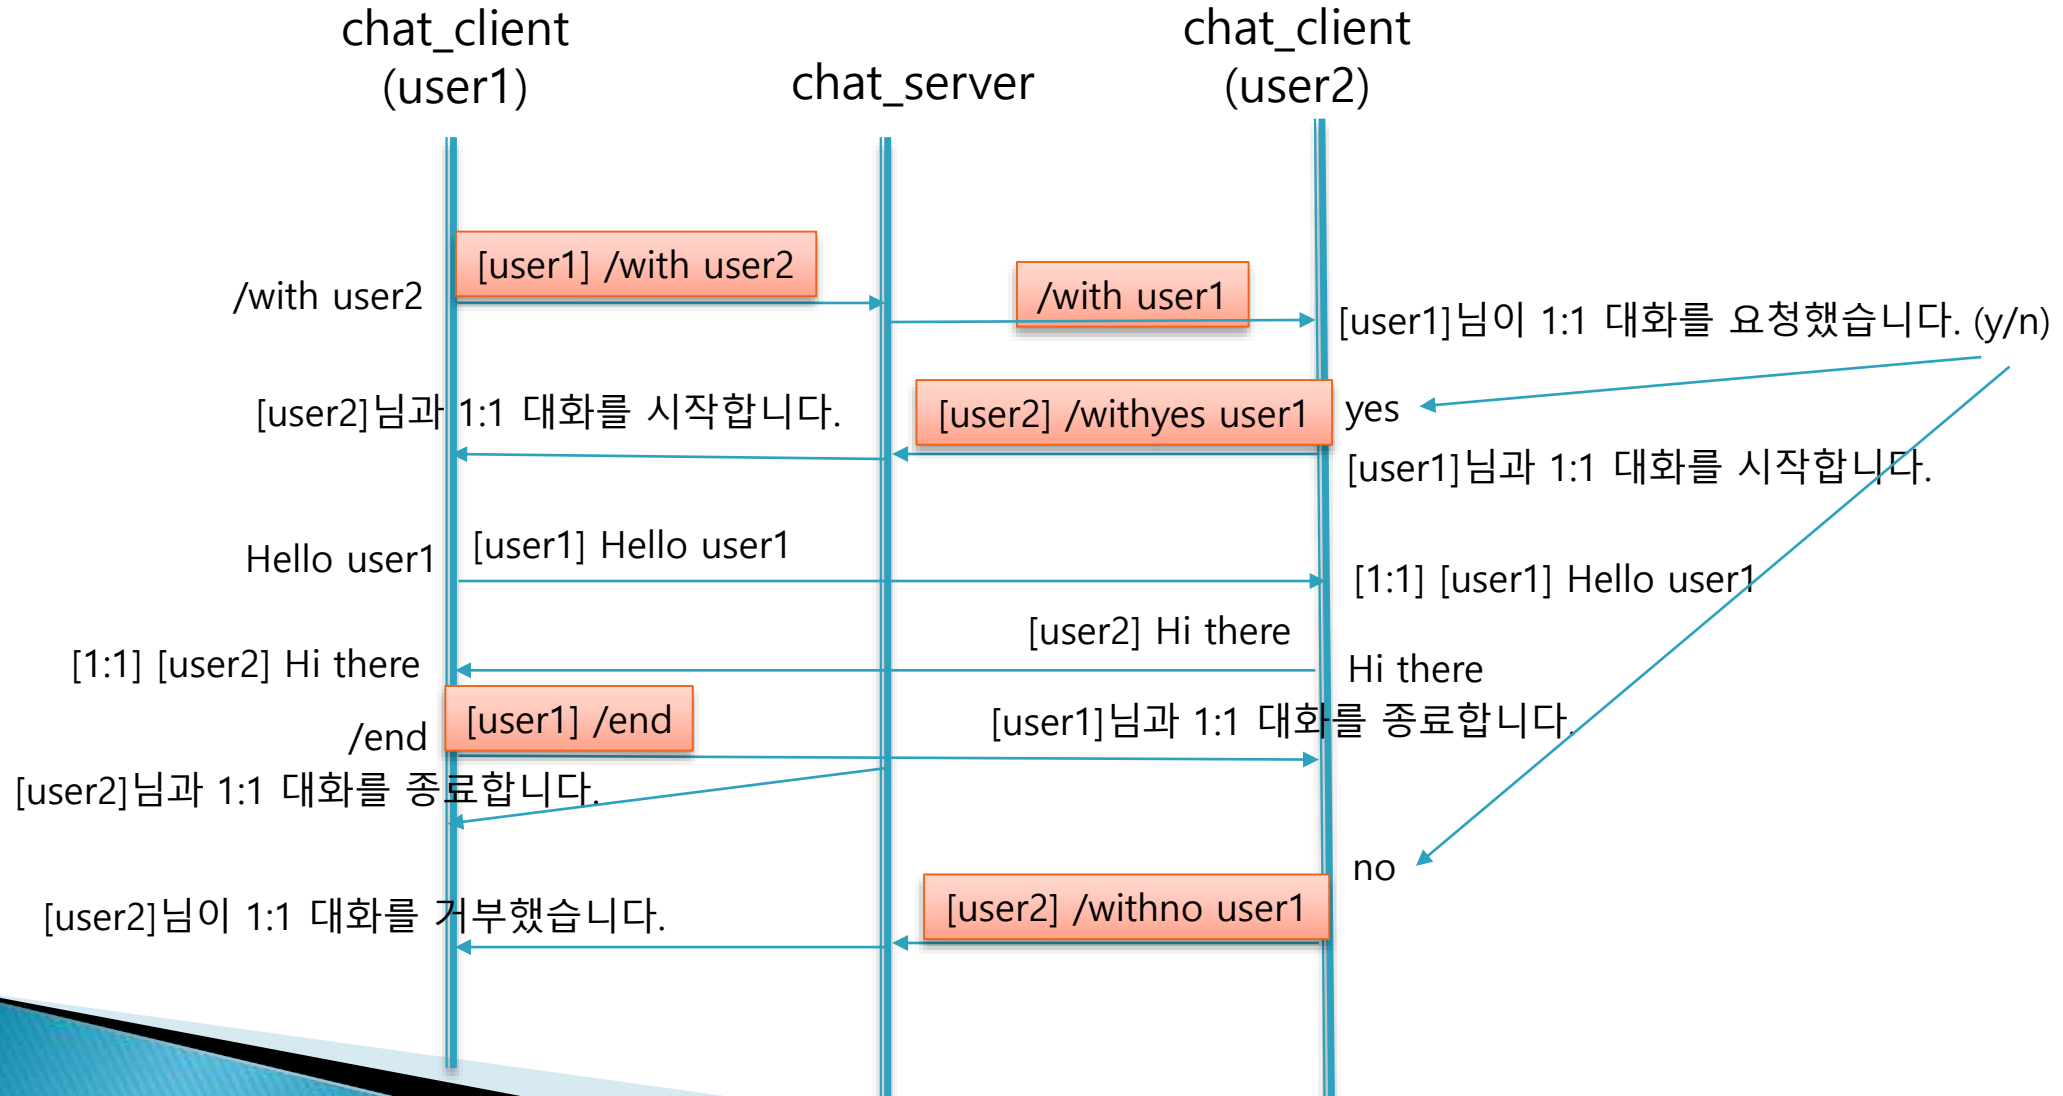 chat_client
(user1)
chat_server
chat_client
(user2)
/with user2
[user1] /with user2
/with user1
[user1]님이 1:1 대화를 요청했습니다. (y/n)
[user2]님과 1:1 대화를 시작합니다.
[user2] /withyes user1
yes
[user1]님과 1:1 대화를 시작합니다.
Hello user1
[user1] Hello user1
[1:1] [user1] Hello user1
[user2] Hi there
[1:1] [user2] Hi there
Hi there
/end
[user1] /end
[user1]님과 1:1 대화를 종료합니다.
[user2]님과 1:1 대화를 종료합니다.
no
[user2]님이 1:1 대화를 거부했습니다.
[user2] /withno user1